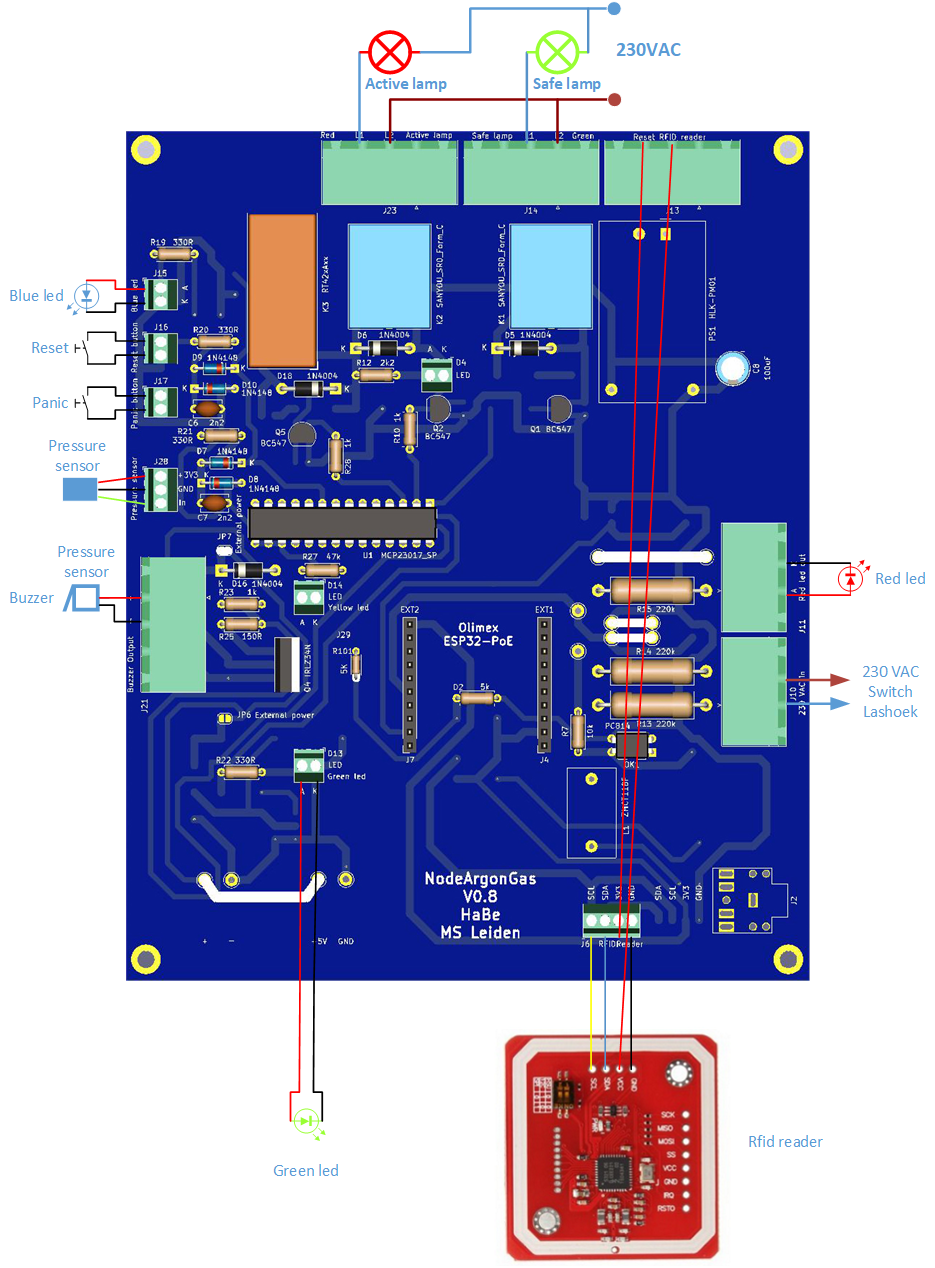 230VAC
Active lamp
Safe lamp
Red L1 L2 Active lamp
Safe lamp L1 L2 Green
Reset RFID reader
J23
J14
J13
R19 330R
J15
Blue led
A
K
Blue led
K3 RT42xAxx
K2 SANYOU_SRD_Form_C
K1 SANYOU_SRD_Form_C
PS1 HLK-PM01
C8
100uF
J16
Reset button
Reset
R20 330R
D9 1N4148
K
D10
1N4148
K
J17
Panic button
Panic
C6 2n2
R21
330R
D18 1N4004
K
D6 1N4004
K
R12 2k2
A K
D4
LED
D5 1N4004
K
Q5
BC547
R26
1k
R10 1k
Q2
BC547
Q1 BC547
Pressure
sensor
J28
Pressure sensor
+3V3
GND
In
D7 1N4148
K
K
D8
1N4148
C7 2n2
External power
JP7
U1 MCP23017_SP
Pressure
sensor
Buzzer
Buzzer Output
J21
K
D16 1N4004
R27 47k
R23 1k
R25 150R
D14
LED
Yellow led
A K
Q4 IRLZ34N
J29
R101
5K
EXT2
EXT1
Olimex
ESP32-PoE
D2 5k
J7
J4
R7
10k
R15 220k
R14 220k
R13 220k
PC814
OK1
K
A
Red led out
J11
Red led
J10
230 VAC In
230 VAC
Switch
Lashoek
JP6 External power
R22 330R
D13
LED
Green led
A K
L1 ZMCT118F
NodeArgonGas
V0.8
HaBe
MS Leiden
SCL SDA 3V3 GND
SDA SCL 3V3 GND
J6 RFIDReader
J2
+ -
5V GND
SCL SDA VCC GND
SCK
MISO
MOSI
SS
VCC
GND
IRQ
RSTO
Rfid reader
Green led